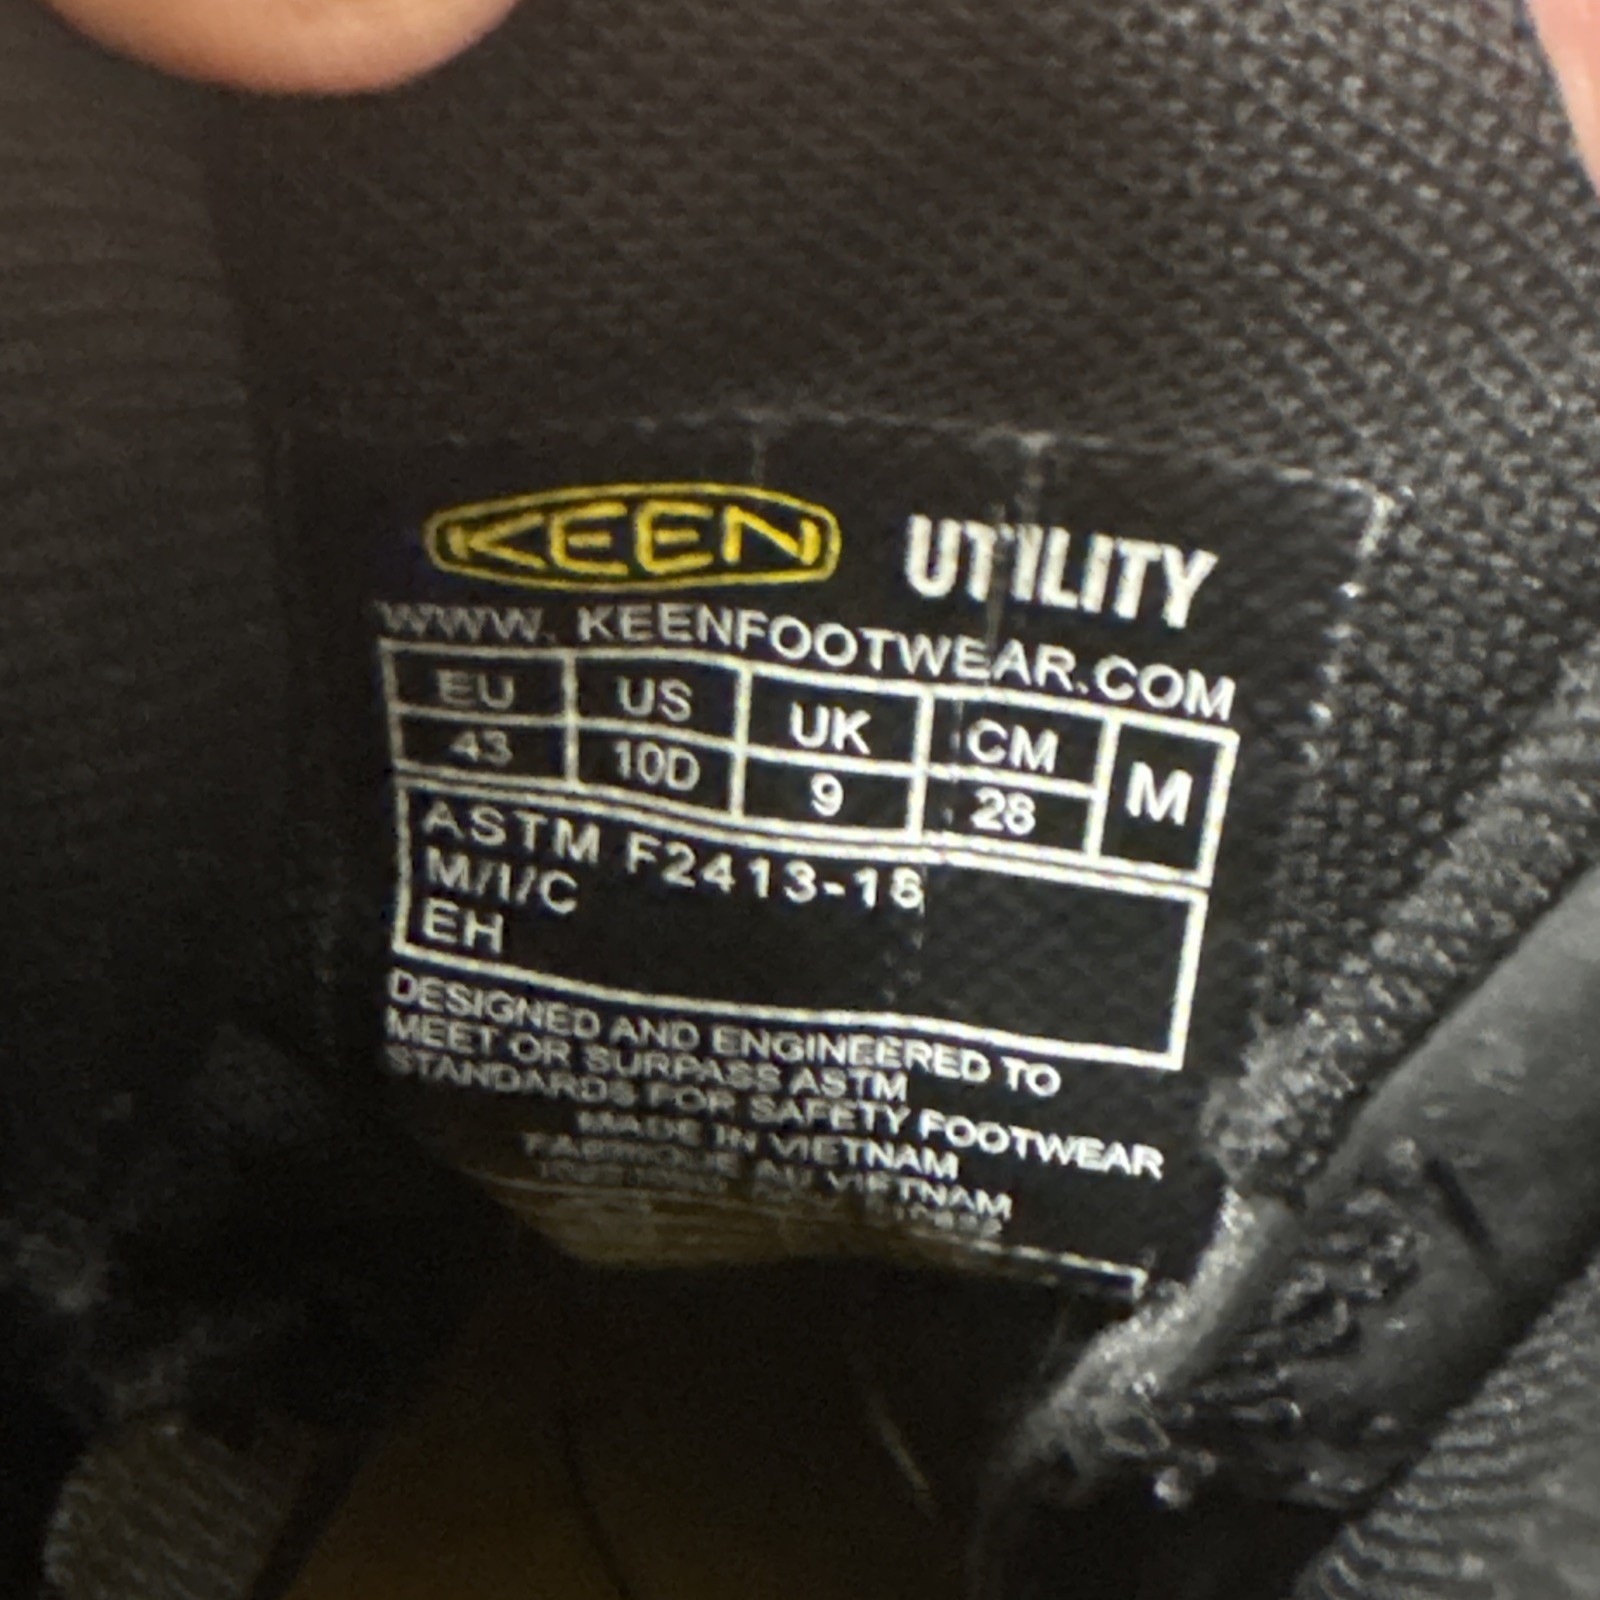 KEEN UTILITY
WWW. KEENFOOTWEAR.COM
EU US UK CM M
43 10D 9 28
ASTM F2413-18
M/I/C
EH
DESIGNED AND ENGINEERED TO
MEET OR SURPASS ASTM
STANDARDS FOR SAFETY FOOTWEAR
MADE IN VIETNAM
FABRIQUE AU VIETNAM